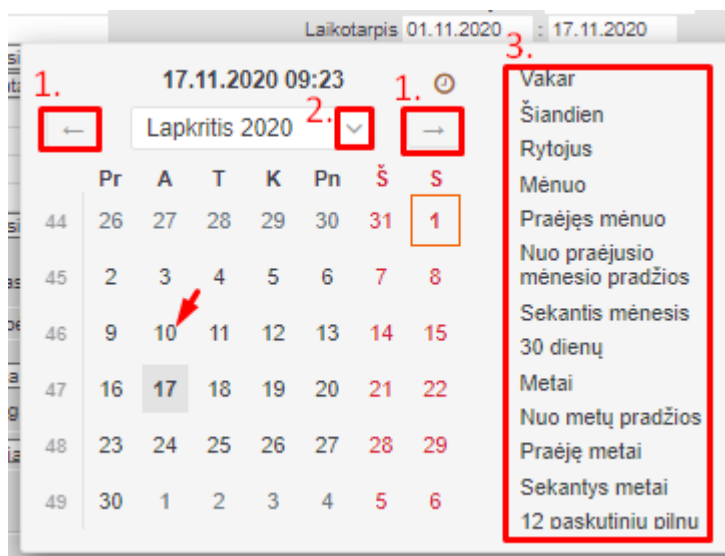 Laikotarpis 01.11.2020 : 17.11.2020
3.
1. 17.11.2020 09:23 1.
← Lapkritis 2020 2. →
Pr A T K Pn Š S
44 26 27 28 29 30 31 1
45 2 3 4 5 6 7 8
46 9 10 11 12 13 14 15
47 16 17 18 19 20 21 22
48 23 24 25 26 27 28 29
49 30 1 2 3 4 5 6
Vakar
Šiandien
Rytojus
Mėnuo
Praėjęs mėnuo
Nuo praėjusio
mėnesio pradžios
Sekantis mėnesis
30 dienų
Metai
Nuo metų pradžios
Praėję metai
Sekantys metai
12 paskutinių pilnų